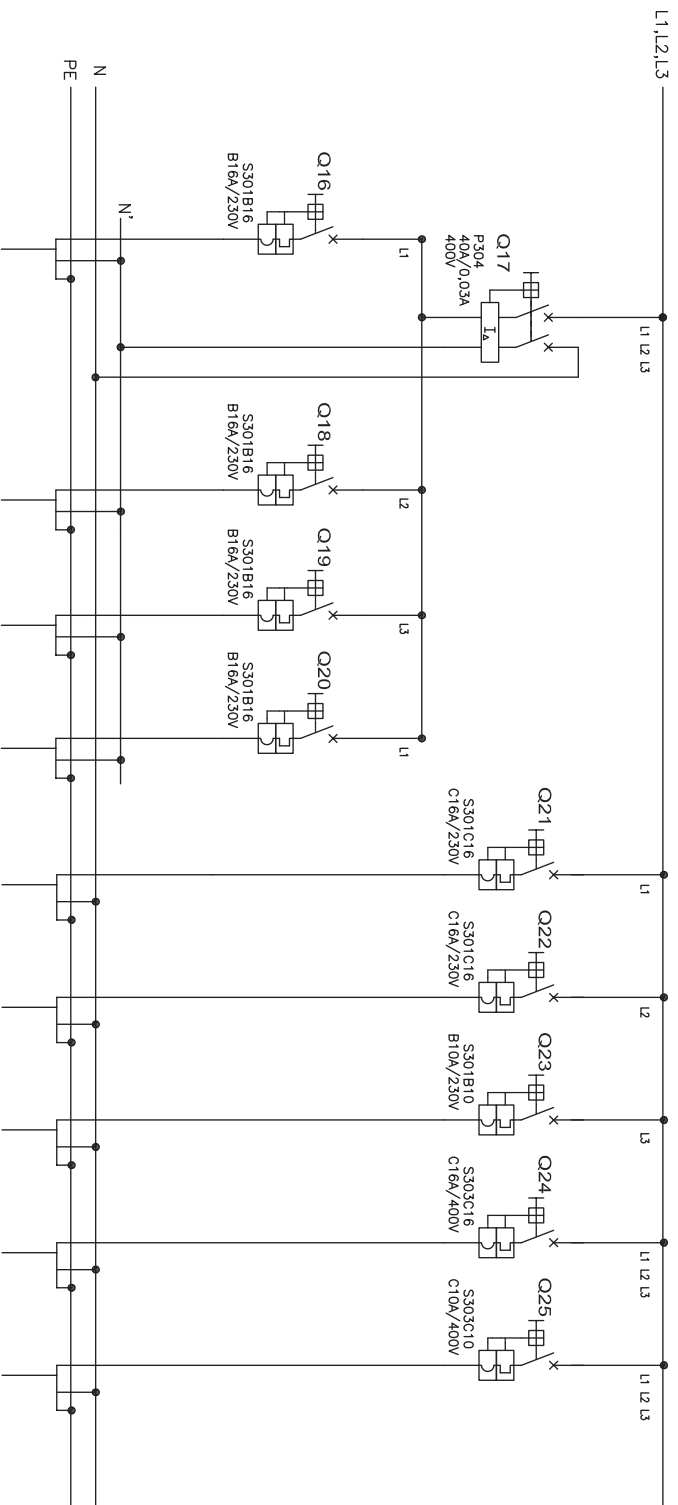 L1,L2,L3
N
PE
N'
Q16
S301B16
B16A/230V
L1
Q17
P304
40A/0,03A
400V
I∆
L1 L2 L3
Q18
S301B16
B16A/230V
L2
Q19
S301B16
B16A/230V
L3
Q20
S301B16
B16A/230V
L1
Q21
S301C16
C16A/230V
L1
Q22
S301C16
C16A/230V
L2
Q23
S301B10
B10A/230V
L3
Q24
S303C16
C16A/400V
L1 L2 L3
Q25
S303C10
C10A/400V
L1 L2 L3